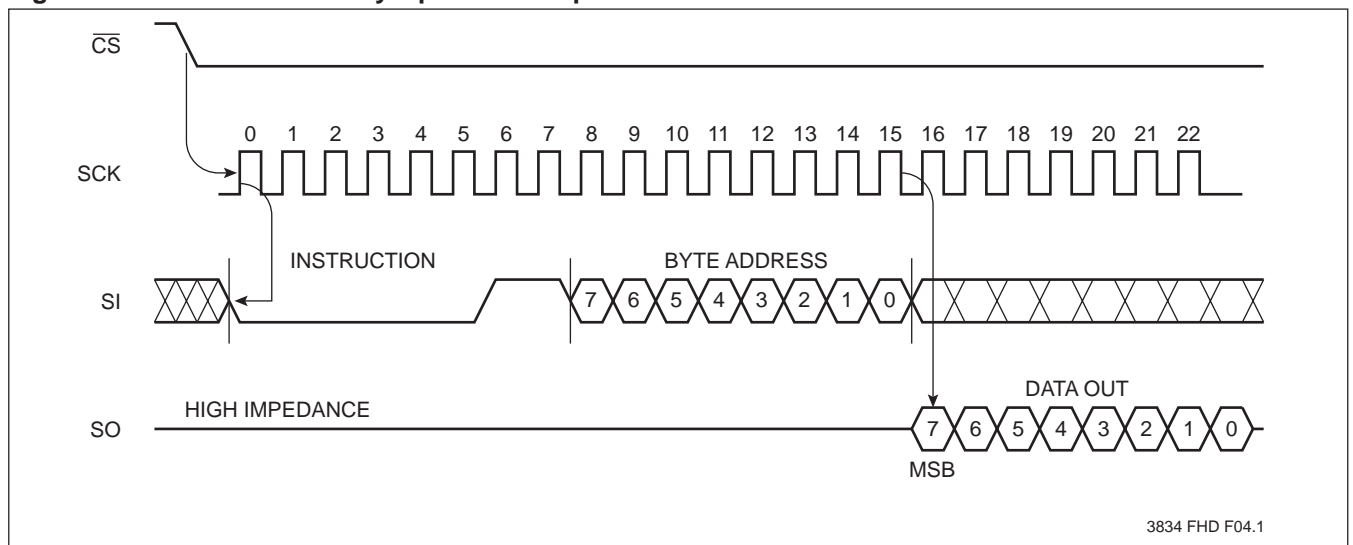 CS
0 1 2 3 4 5 6 7 8 9 10 11 12 13 14 15 16 17 18 19 20 21 22
SCK
INSTRUCTION
BYTE ADDRESS
SI
7 6 5 4 3 2 1 0
DATA OUT
HIGH IMPEDANCE
SO
7 6 5 4 3 2 1 0
MSB
3834 FHD F04.1